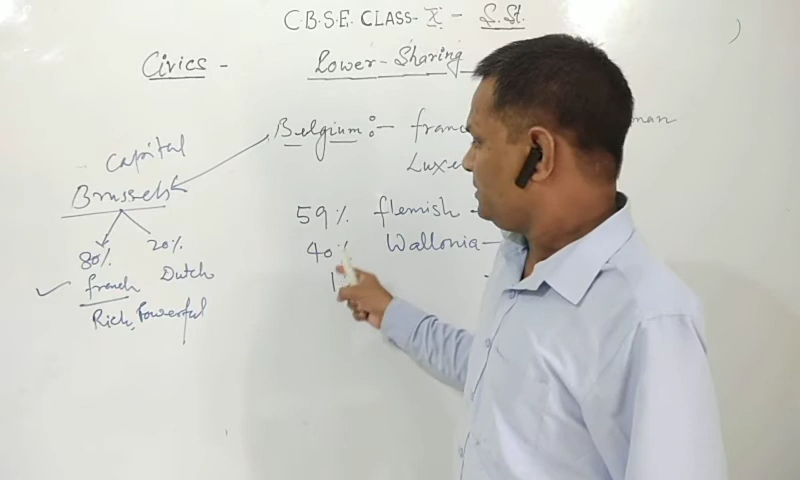 C.B.S.E. CLASS- X - S.St.
Civics - Power-Sharing
Belgium :- franc man
Luxe
Capital
Brussels
80% 20%
french Dutch
Rich, Powerful
59% flemish -
40% Wallonia -
1 -